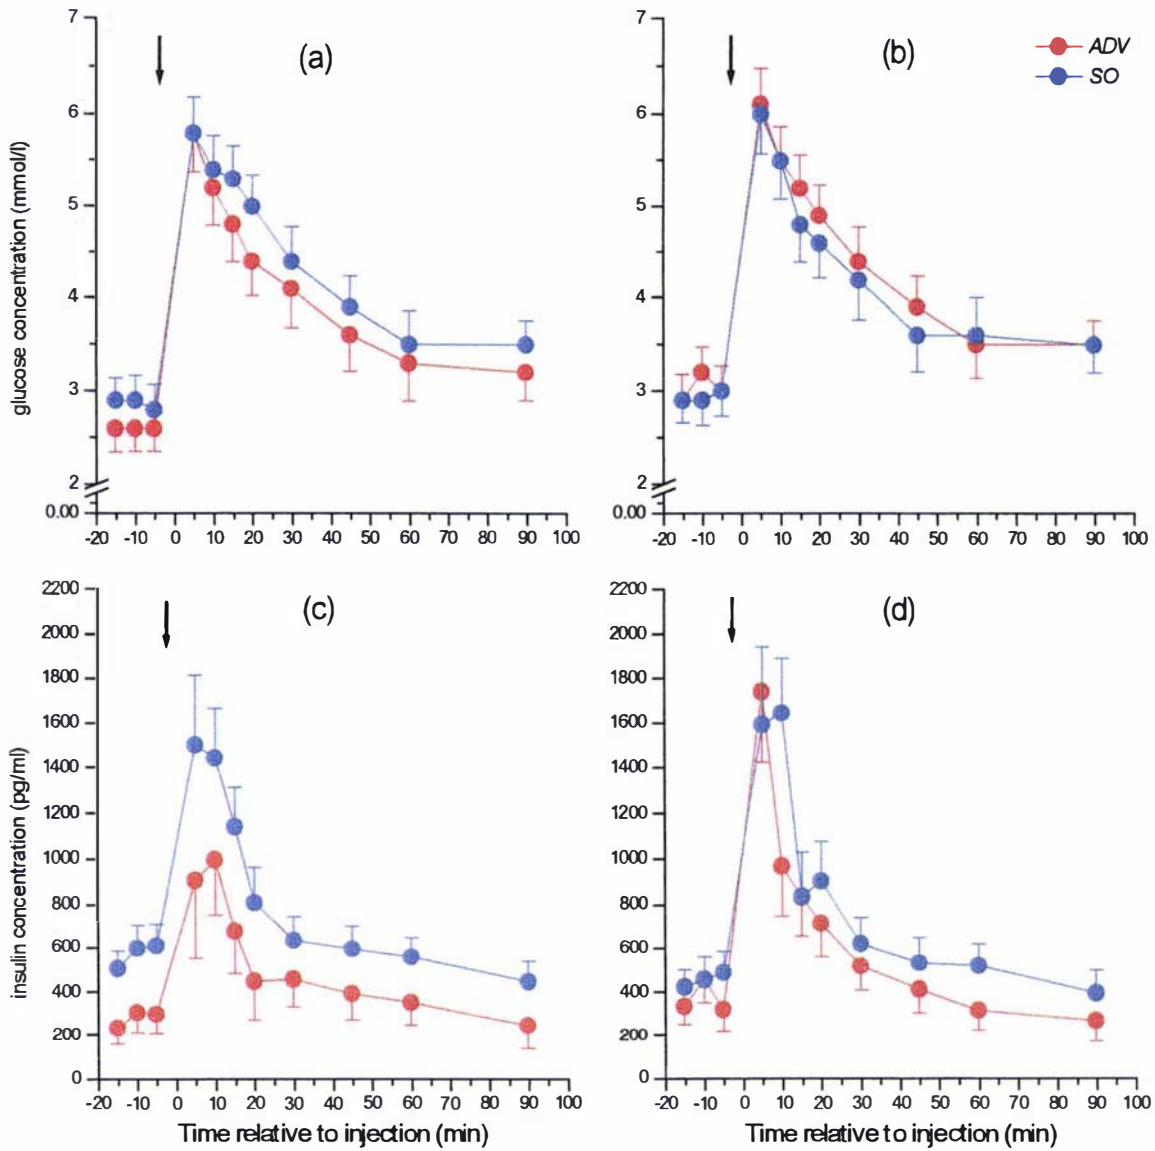 (a)
(b)
ADV
SO
glucose concentration (mmol/l)
7
6
5
4
3
2
0.00
-20 -10 0 10 20 30 40 50 60 70 80 90 100
7
6
5
4
3
2
0.00
-20 -10 0 10 20 30 40 50 60 70 80 90 100
(c)
(d)
insulin concentration (pg/ml)
2200
2000
1800
1600
1400
1200
1000
800
600
400
200
0
-20 -10 0 10 20 30 40 50 60 70 80 90 100
Time relative to injection (min)
2200
2000
1800
1600
1400
1200
1000
800
600
400
200
0
-20 -10 0 10 20 30 40 50 60 70 80 90 100
Time relative to injection (min)